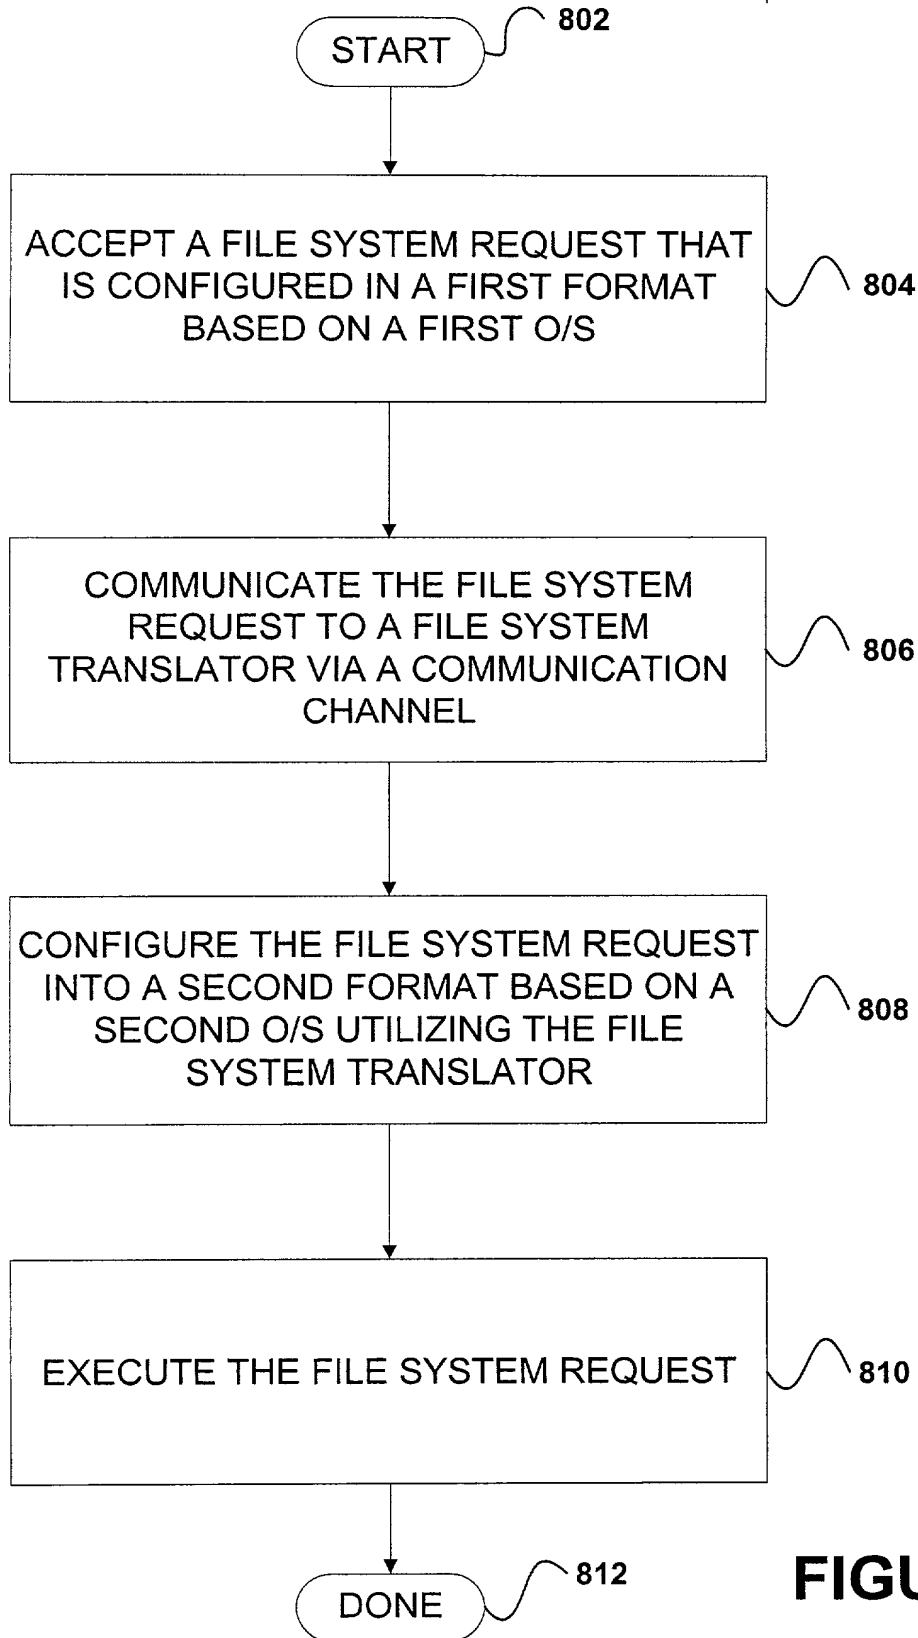 START
802
ACCEPT A FILE SYSTEM REQUEST THAT
IS CONFIGURED IN A FIRST FORMAT
BASED ON A FIRST O/S
804
COMMUNICATE THE FILE SYSTEM
REQUEST TO A FILE SYSTEM
TRANSLATOR VIA A COMMUNICATION
CHANNEL
806
CONFIGURE THE FILE SYSTEM REQUEST
INTO A SECOND FORMAT BASED ON A
SECOND O/S UTILIZING THE FILE
SYSTEM TRANSLATOR
808
EXECUTE THE FILE SYSTEM REQUEST
810
DONE
812